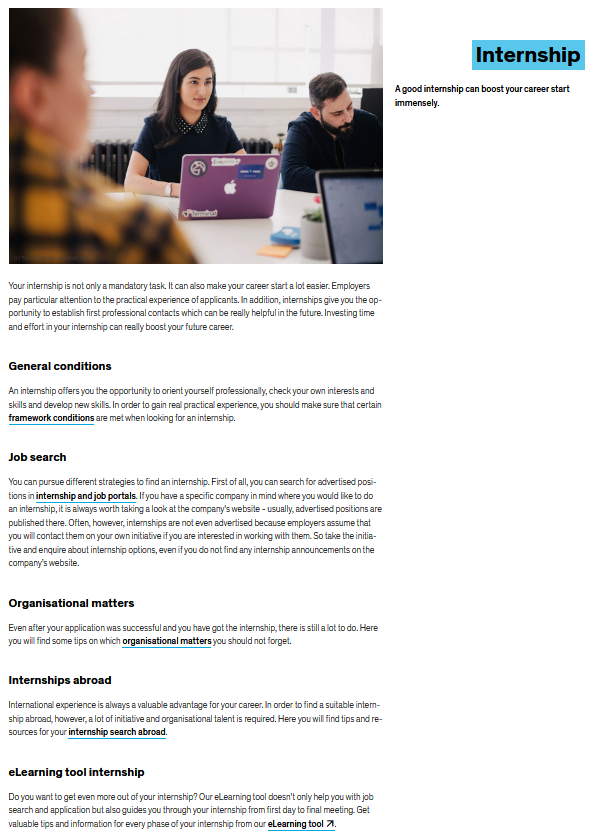 Internship
A good internship can boost your career start
immensely.
Terminal
Your internship is not only a mandatory task. It can also make your career start a lot easier. Employers
pay particular attention to the practical experience of applicants. In addition, internships give you the op-
portunity to establish first professional contacts which can be really helpful in the future. Investing time
and effort in your internship can really boost your future career.
General conditions
An internship offers you the opportunity to orient yourself professionally, check your own interests and
skills and develop new skills. In order to gain real practical experience, you should make sure that certain
framework conditions are met when looking for an internship.
Job search
You can pursue different strategies to find an internship. First of all, you can search for advertised posi-
tions in internship and job portals. If you have a specific company in mind where you would like to do
an internship, it is always worth taking a look at the company's website - usually, advertised positions are
published there. Often, however, internships are not even advertised because employers assume that
you will contact them on your own initiative if you are interested in working with them. So take the initia-
tive and enquire about internship options, even if you do not find any internship announcements on the
company's website.
Organisational matters
Even after your application was successful and you have got the internship, there is still a lot to do. Here
you will find some tips on which organisational matters you should not forget.
Internships abroad
International experience is always a valuable advantage for your career. In order to find a suitable intern-
ship abroad, however, a lot of initiative and organisational talent is required. Here you will find tips and re-
sources for your internship search abroad.
eLearning tool internship
Do you want to get even more out of your internship? Our eLearning tool doesn't only help you with job
search and application but also guides you through your internship from first day to final meeting. Get
valuable tips and information for every phase of your internship from our eLearning tool ↗.